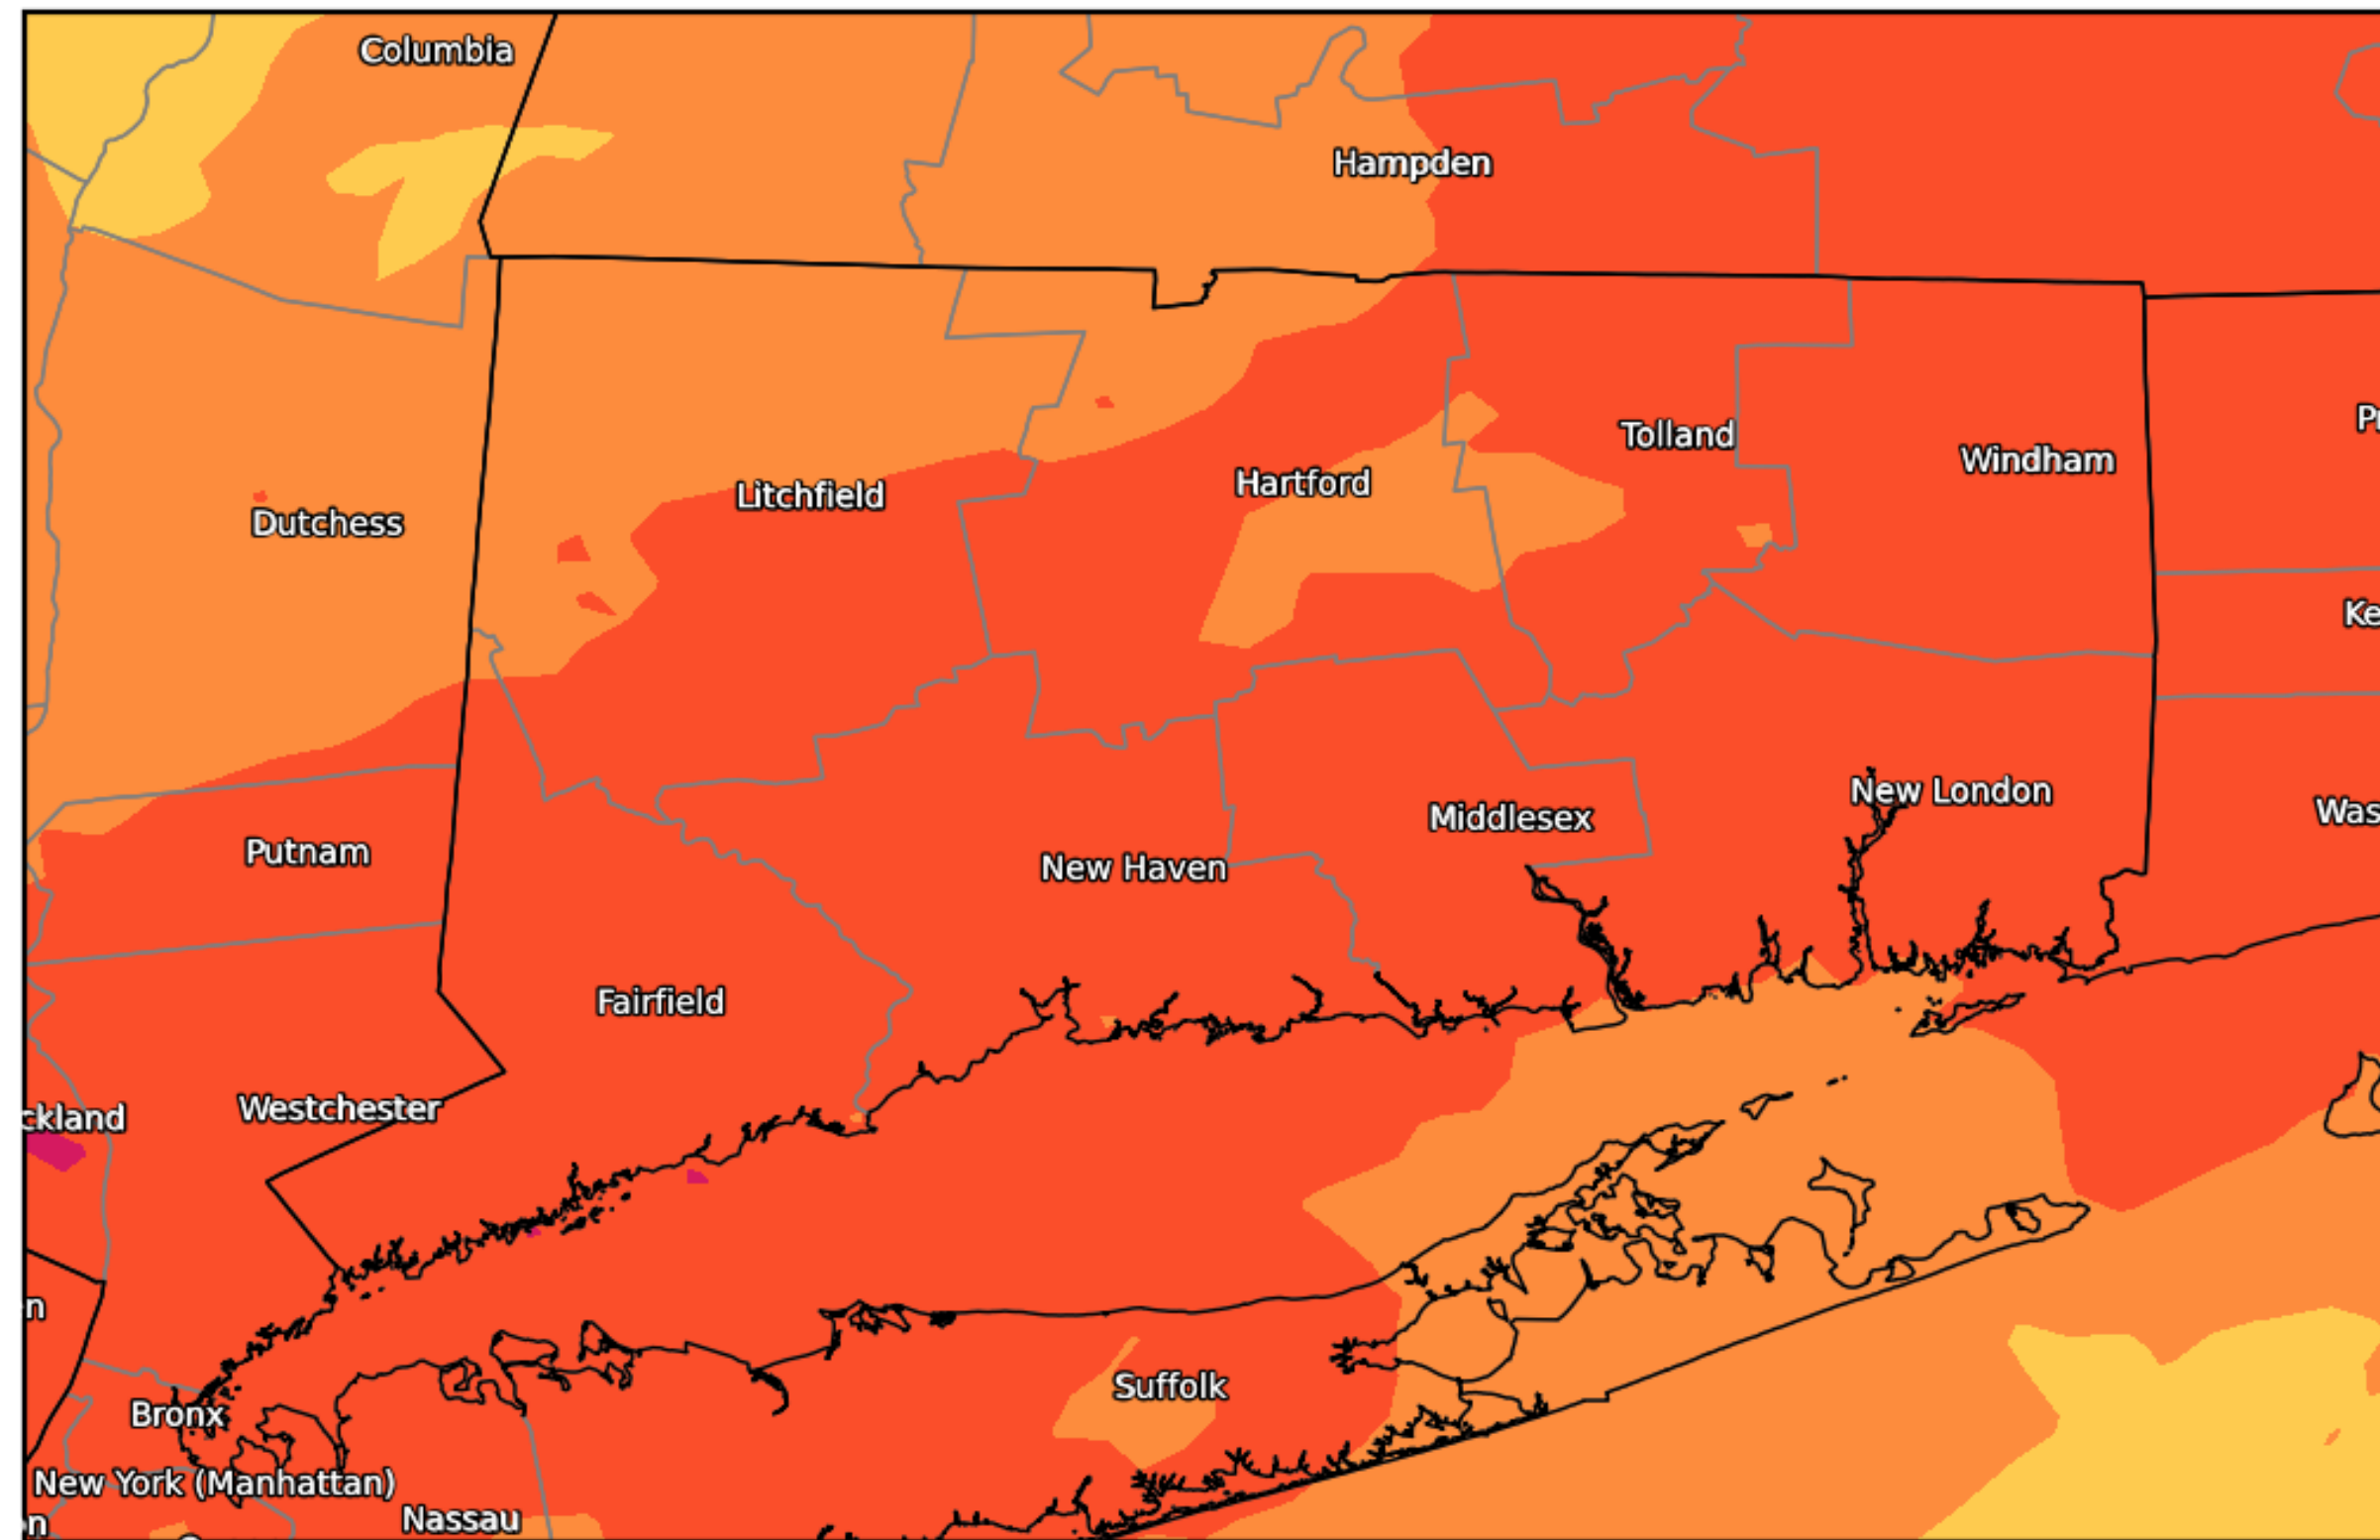 Columbia
Hampden
Tolland
Windham
Hartford
Litchfield
Dutchess
New London
Middlesex
Putnam
New Haven
Fairfield
Westchester
ckland
Suffolk
Bronx
New York (Manhattan)
Nassau